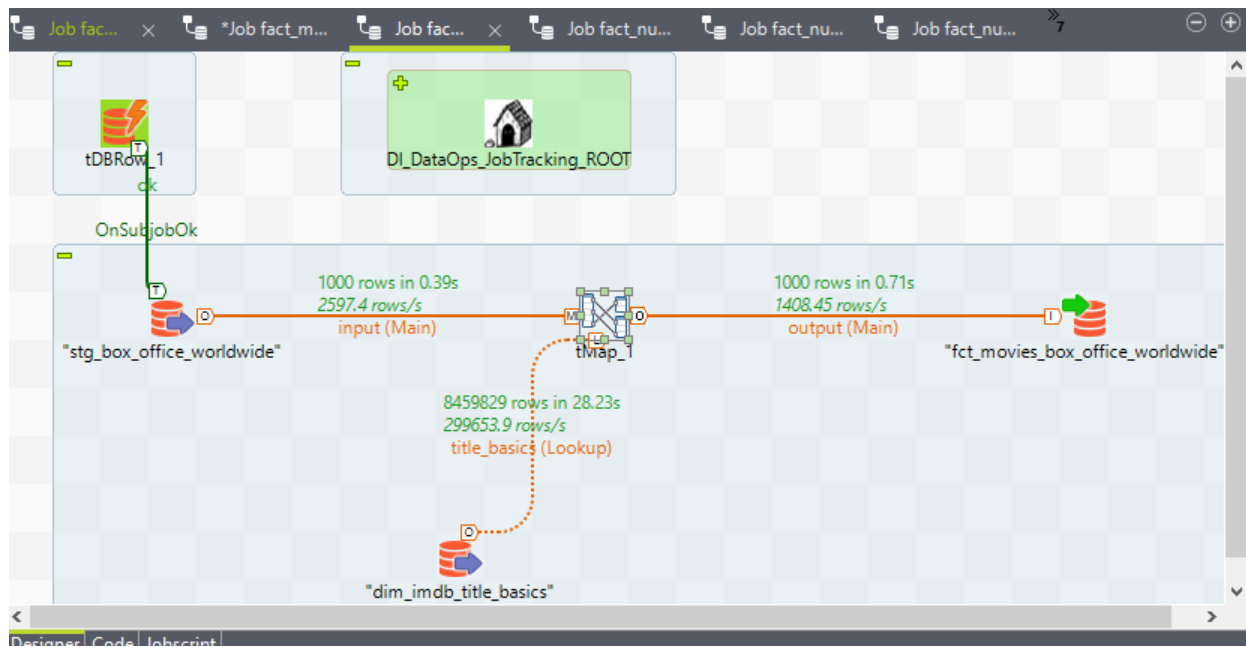 Job fac...
*Job fact_m...
Job fac...
Job fact_nu...
Job fact_nu...
Job fact_nu...
7
tDBRow_1
ok
DI_DataOps_JobTracking_ROOT
OnSubjobOk
1000 rows in 0.39s
2597.4 rows/s
input (Main)
1000 rows in 0.71s
1408.45 rows/s
output (Main)
"stg_box_office_worldwide"
tMap_1
"fct_movies_box_office_worldwide"
8459829 rows in 28.23s
299653.9 rows/s
title_basics (Lookup)
"dim_imdb_title_basics"
Designer
Code
Jobscript